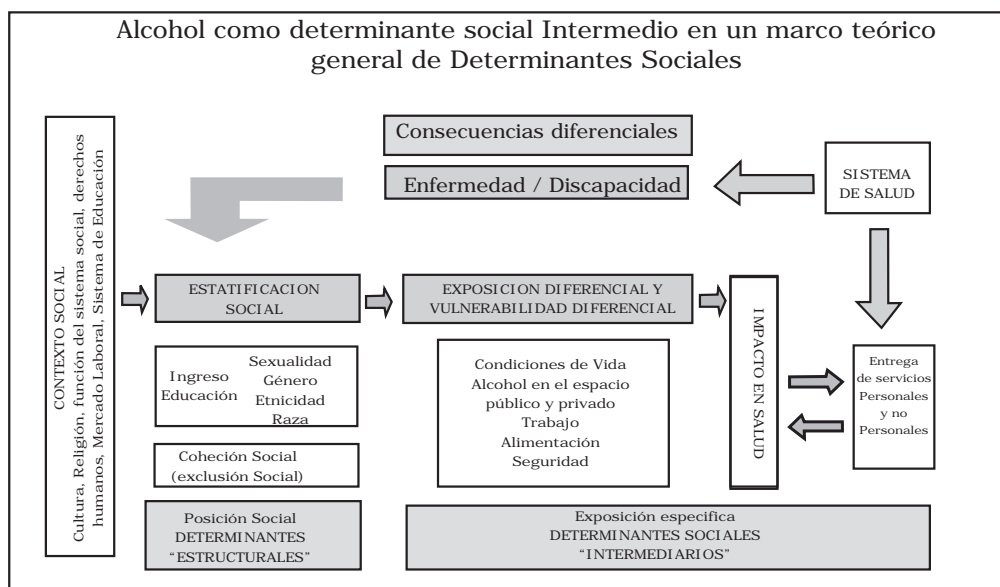 Alcohol como determinante social Intermedio en un marco teórico
general de Determinantes Sociales
Consecuencias diferenciales
Enfermedad / Discapacidad
SISTEMA
DE SALUD
CONTEXTO SOCIAL
Cultura, Religión, función del sistema social, derechos
humanos, Mercado Laboral, Sistema de Educación
ESTATIFICACION
SOCIAL
EXPOSICION DIFERENCIAL Y
VULNERABILIDAD DIFERENCIAL
IMPACTO EN SALUD
Ingreso
Educación
Sexualidad
Género
Etnicidad
Raza
Condiciones de Vida
Alcohol en el espacio
público y privado
Trabajo
Alimentación
Seguridad
Entrega
de servicios
Personales
y no
Personales
Coheción Social
(exclusión Social)
Posición Social
DETERMINANTES
“ESTRUCTURALES”
Exposición especifica
DETERMINANTES SOCIALES
“INTERMEDIARIOS”